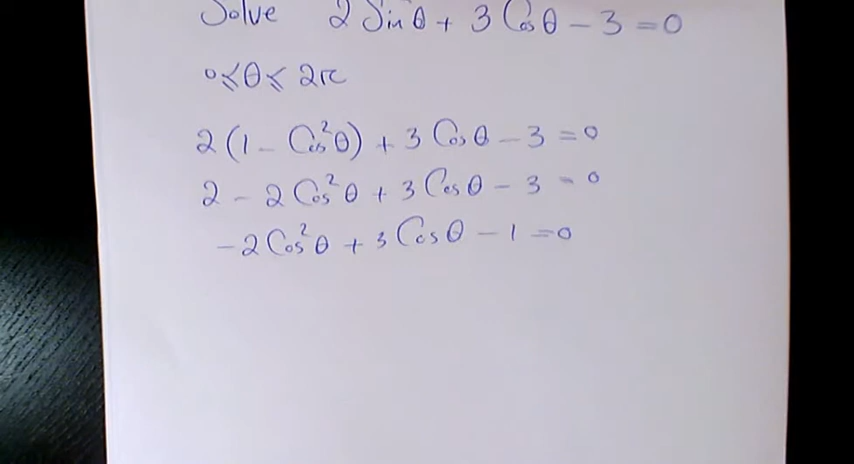 Solve 2 Sin θ + 3 Cos θ - 3 = 0
0 ≤ θ ≤ 2π
2 (1 - Cos²θ) + 3 Cos θ - 3 = 0
2 - 2 Cos²θ + 3 Cos θ - 3 = 0
-2 Cos²θ + 3 Cos θ - 1 = 0